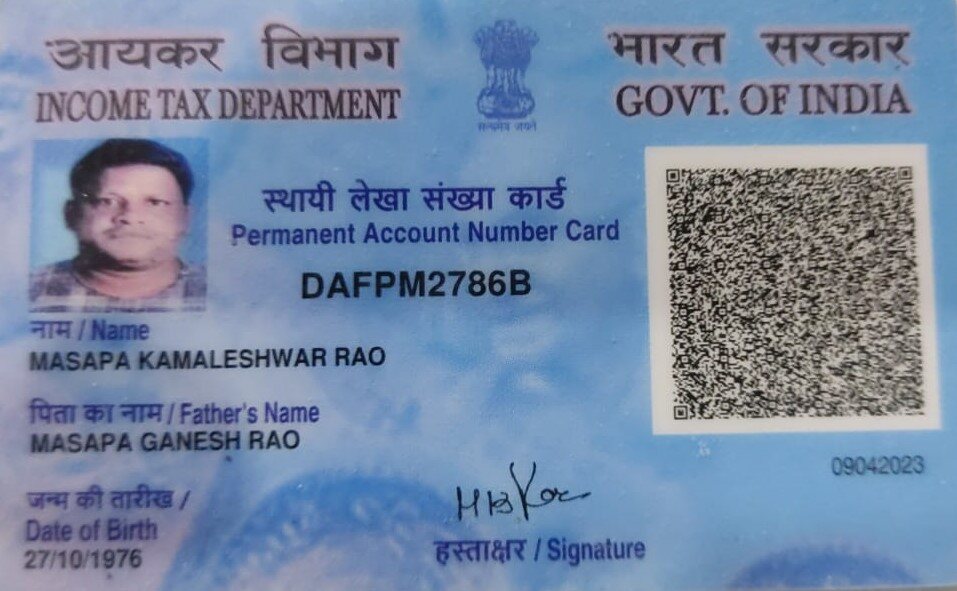 आयकर विभाग
INCOME TAX DEPARTMENT
सत्यमेव जयते
भारत सरकार
GOVT. OF INDIA
स्थायी लेखा संख्या कार्ड
Permanent Account Number Card
DAFPM2786B
नाम / Name
MASAPA KAMALESHWAR RAO
पिता का नाम / Father's Name
MASAPA GANESH RAO
09042023
जन्म की तारीख /
Date of Birth
27/10/1976
हस्ताक्षर / Signature